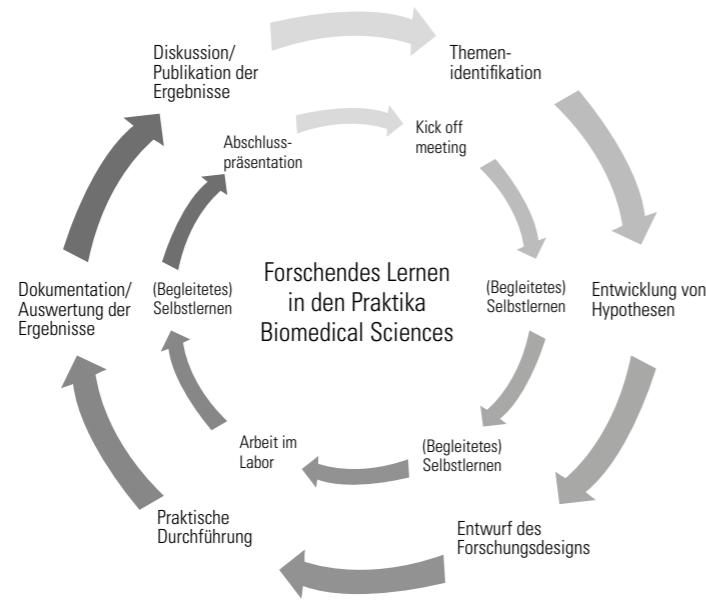 Diskussion/
Publikation der
Ergebnisse
Themen-
identifikation
Abschluss-
präsentation
Kick off
meeting
Forschendes Lernen
in den Praktika
Biomedical Sciences
Dokumentation/
Auswertung der
Ergebnisse
(Begleitetes)
Selbstlernen
(Begleitetes)
Selbstlernen
Entwicklung von
Hypothesen
Arbeit im
Labor
(Begleitetes)
Selbstlernen
Praktische
Durchführung
Entwurf des
Forschungsdesigns